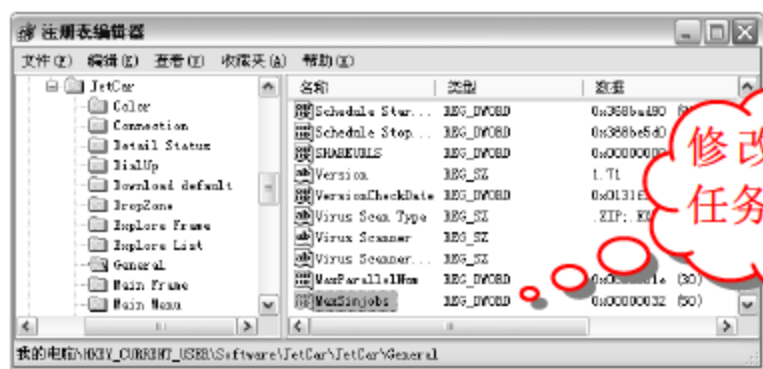 注册表编辑器
文件(F) 编辑(E) 查看(V) 收藏夹(A) 帮助(H)
JetCar
Color
Connection
Detail Status
DialUp
Download default
DropZone
Explore Frame
Explore List
General
Main Frame
Main Menu
名称 类型 数据
Schedule Star... REG_DWORD
Schedule Stop... REG_DWORD 0x386be5d0
SHAREURLS REG_DWORD
Version REG_SZ 1.71
VersionCheckDate REG_DWORD
Virus Scan Type REG_SZ
Virus Scanner REG_SZ
Virus Scanner... REG_SZ
MaxParallelNum REG_DWORD (30)
MaxSimjobs REG_DWORD 0x00000032 (50)
修改
任务
我的电脑\HKEY_CURRENT_USER\Software\JetCar\JetCar\General